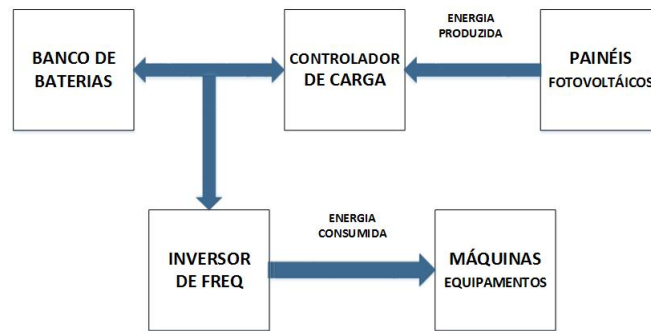 BANCO DE
BATERIAS
CONTROLADOR
DE CARGA
ENERGIA
PRODUZIDA
PAINÉIS
FOTOVOLTÁICOS
INVERSOR
DE FREQ
ENERGIA
CONSUMIDA
MÁQUINAS
EQUIPAMENTOS